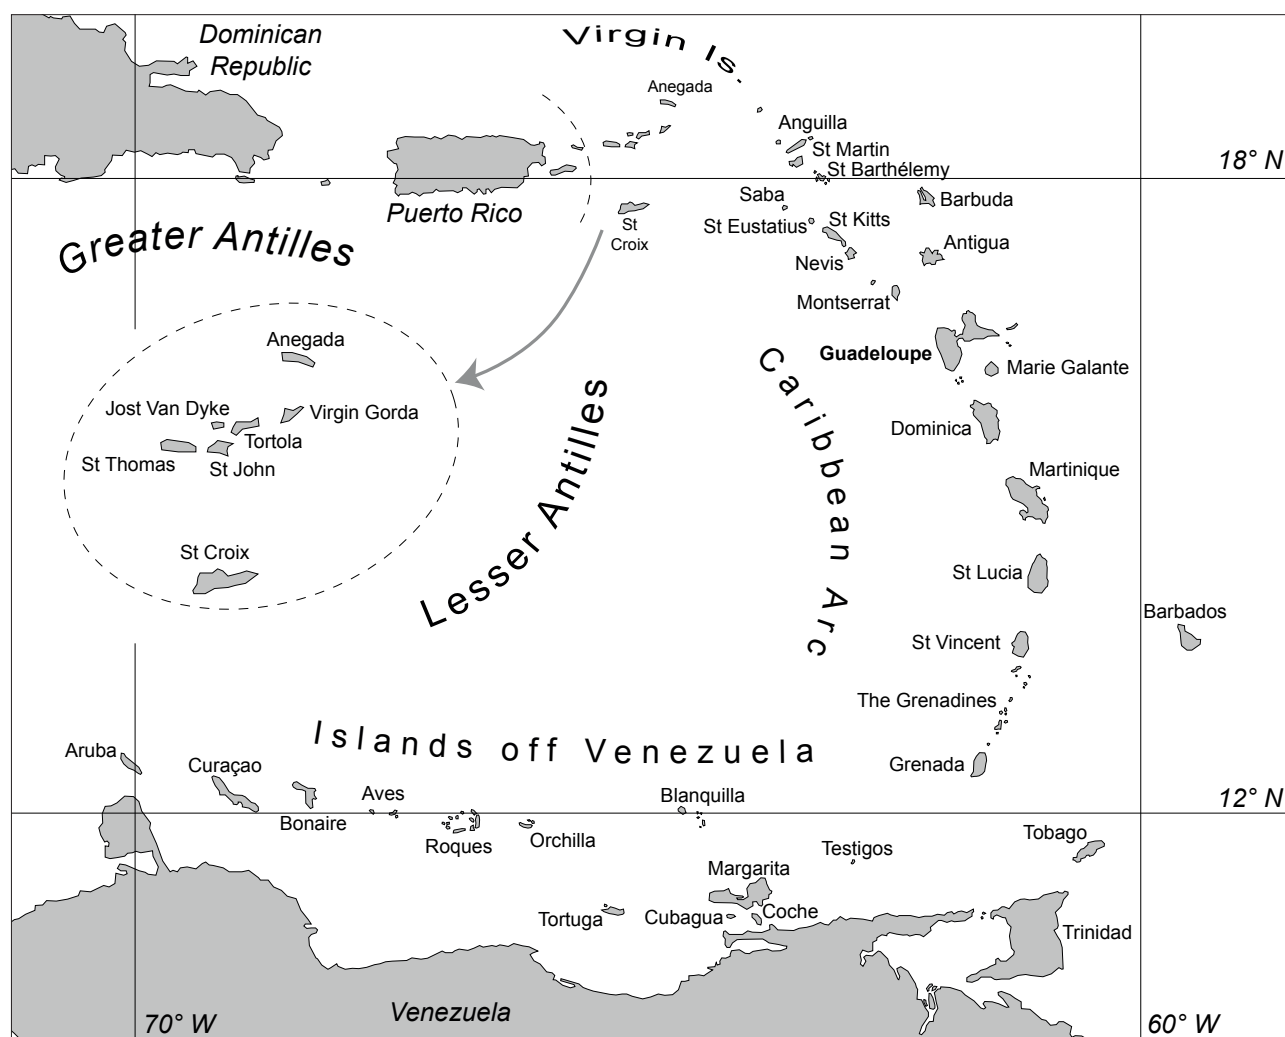 Dominican
Republic
Virgin Is.
Anegada
Anguilla
St Martin
St Barthélemy
18° N
Puerto Rico
Saba
Barbuda
St Eustatius
St Kitts
St
Croix
Greater Antilles
Nevis
Antigua
Montserrat
Anegada
Guadeloupe
Marie Galante
Caribbean Arc
Lesser Antilles
Jost Van Dyke
Virgin Gorda
Tortola
St Thomas
St John
Dominica
Martinique
St Croix
St Lucia
Barbados
St Vincent
The Grenadines
Islands off Venezuela
Aruba
Curaçao
Grenada
Aves
Blanquilla
12° N
Bonaire
Roques
Orchilla
Testigos
Tobago
Margarita
Tortuga
Cubagua
Coche
Trinidad
Venezuela
70° W
60° W